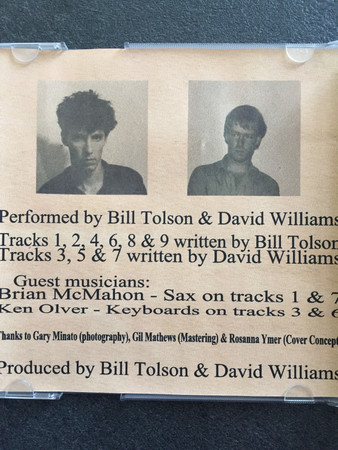 Performed by Bill Tolson & David Williams
Tracks 1, 2, 4, 6, 8 & 9 written by Bill Tolson
Tracks 3, 5 & 7 written by David Williams
Guest musicians:
Brian McMahon - Sax on tracks 1 & 7
Ken Olver - Keyboards on tracks 3 & 6
Thanks to Gary Minato (photography), Gil Mathews (Mastering) & Rosanna Ymer (Cover Concept
Produced by Bill Tolson & David Williams